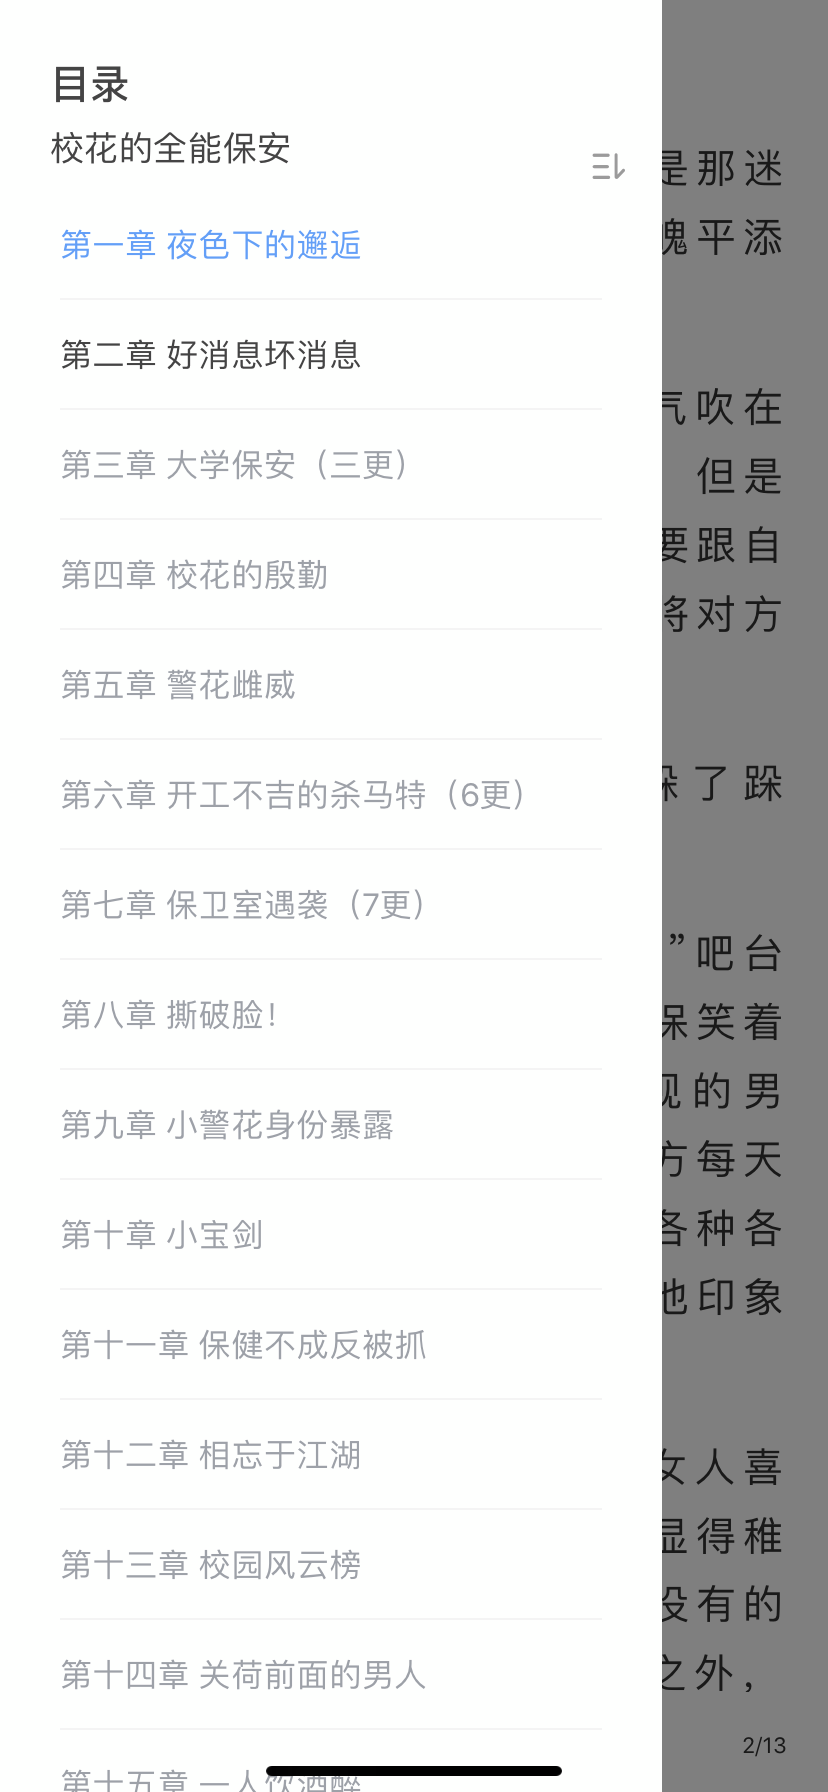 目录
校花的全能保安
第一章 夜色下的邂逅
第二章 好消息坏消息
第三章 大学保安（三更）
第四章 校花的殷勤
第五章 警花雌威
第六章 开工不吉的杀马特（6更）
第七章 保卫室遇袭（7更）
第八章 撕破脸！
第九章 小警花身份暴露
第十章 小宝剑
第十一章 保健不成反被抓
第十二章 相忘于江湖
第十三章 校园风云榜
第十四章 关荷前面的男人
第十五章 一人饮酒醉
是那迷
平添
气吹在
但是
要跟自
将对方
了跺
”吧台
笑着
的男
方每天
各种各
他印象
女人喜
显得稚
没有的
之外，
2/13